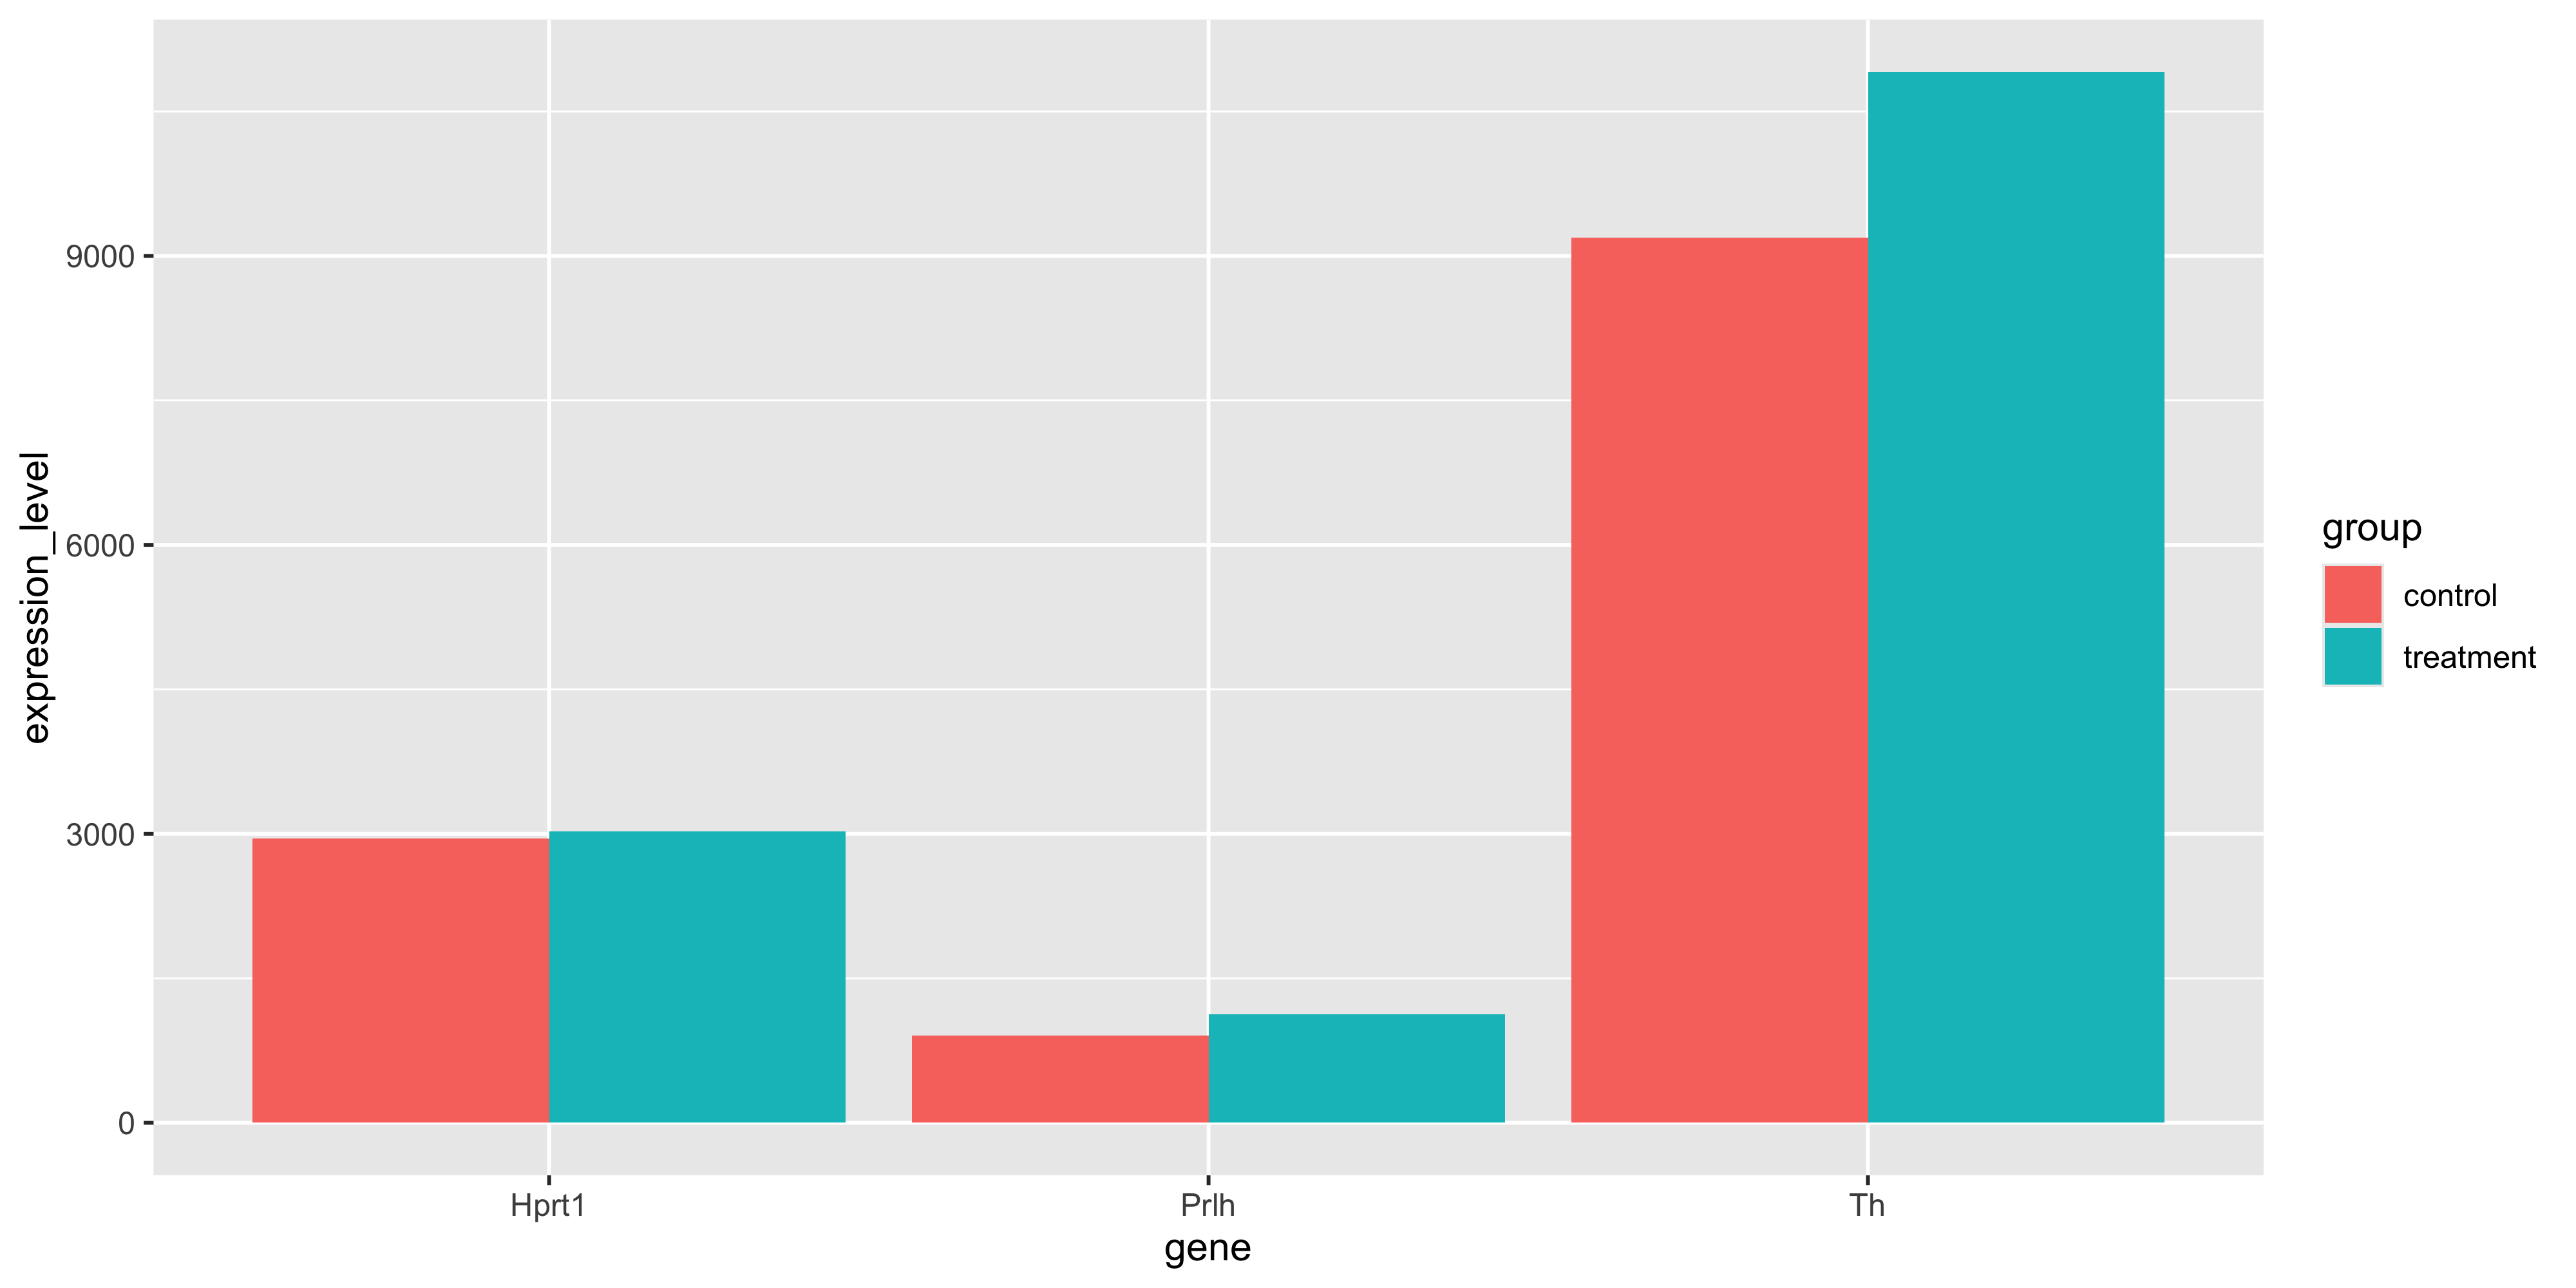 expression_level
9000
6000
3000
0
Hprt1
Prlh
Th
gene
group
control
treatment